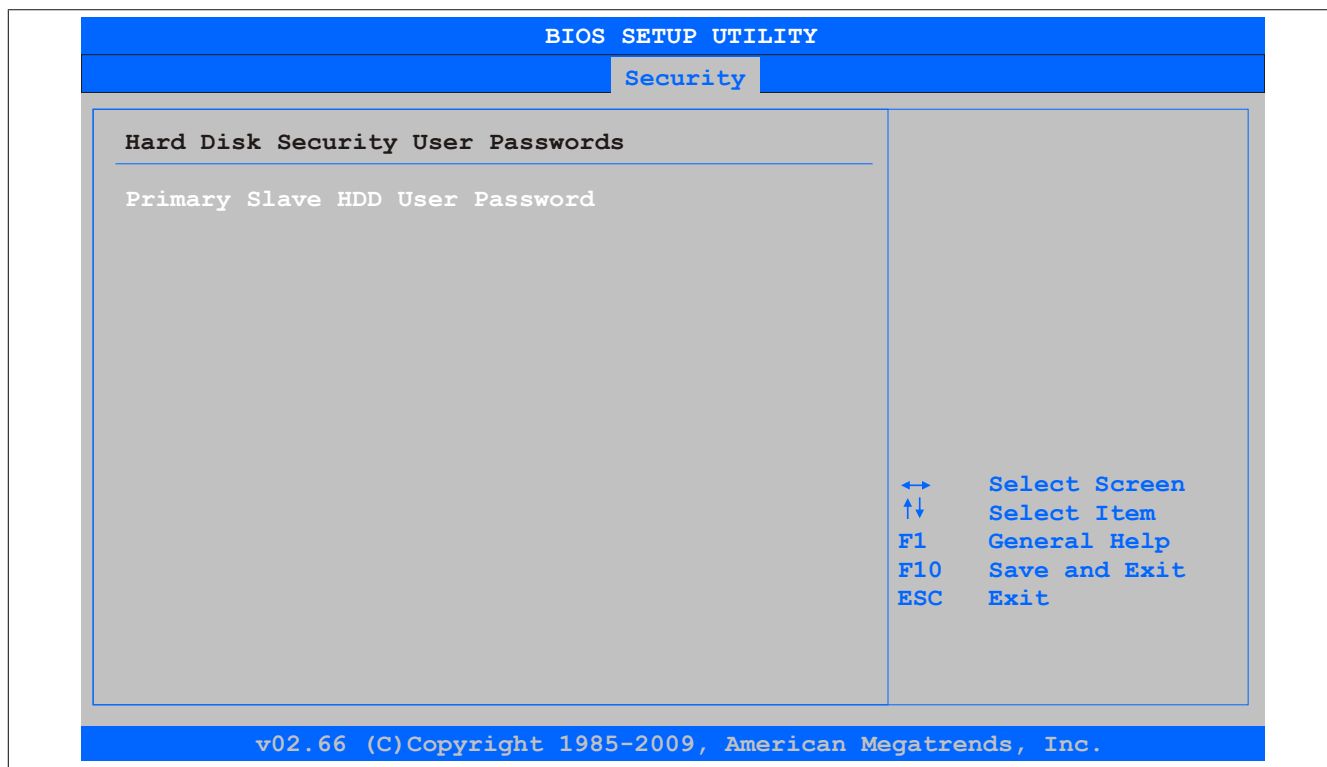 BIOS SETUP UTILITY
Security
Hard Disk Security User Passwords
Primary Slave HDD User Password
↔ Select Screen
↑↓ Select Item
F1 General Help
F10 Save and Exit
ESC Exit
v02.66 (C)Copyright 1985-2009, American Megatrends, Inc.